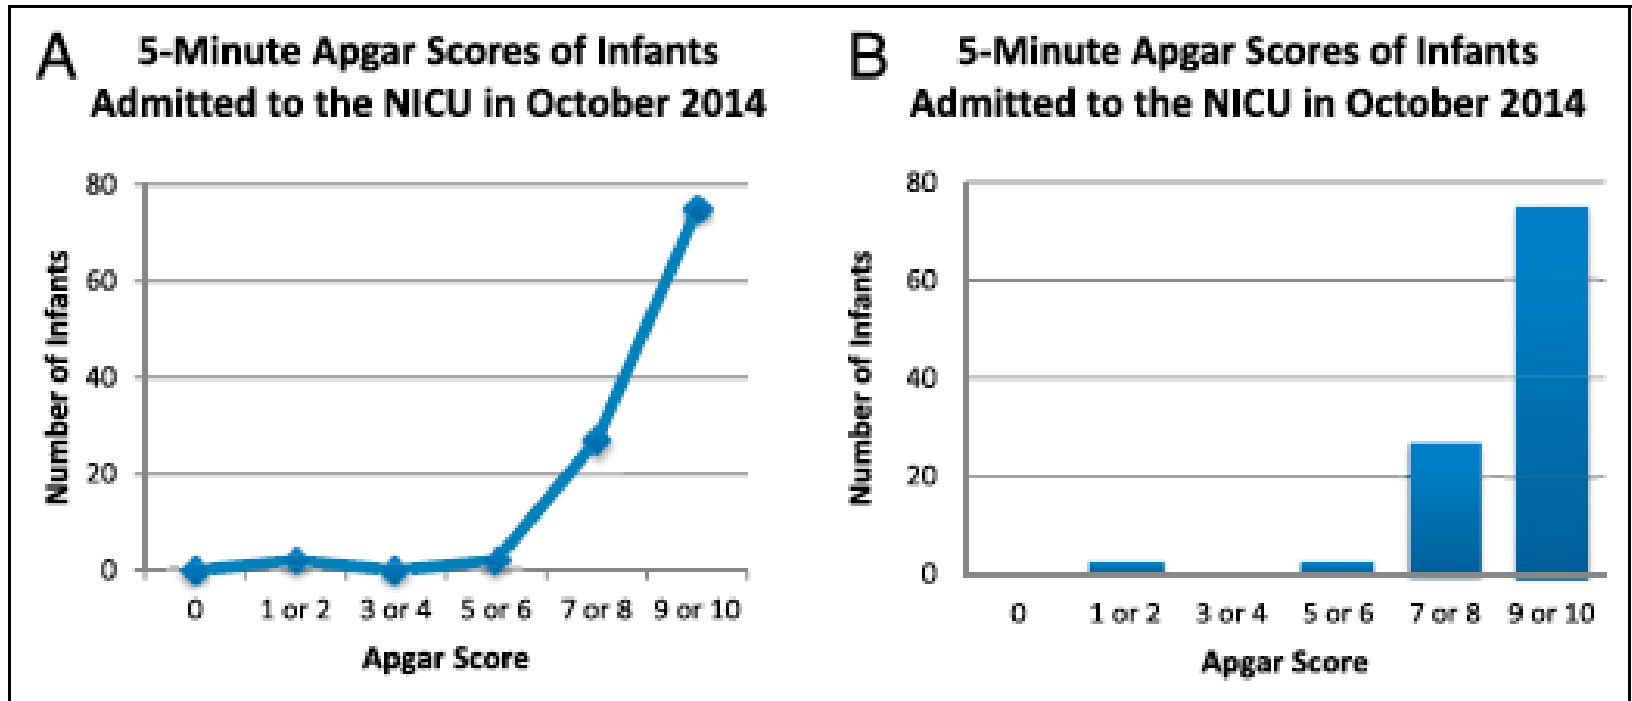 A
5-Minute Apgar Scores of Infants
Admitted to the NICU in October 2014
Number of Infants
80
60
40
20
0
0 1 or 2 3 or 4 5 or 6 7 or 8 9 or 10
Apgar Score
B
5-Minute Apgar Scores of Infants
Admitted to the NICU in October 2014
Number of Infants
80
60
40
20
0
0 1 or 2 3 or 4 5 or 6 7 or 8 9 or 10
Apgar Score